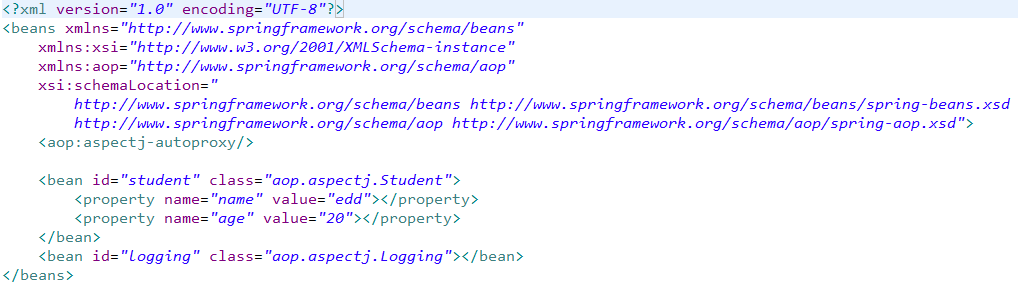 <?xml version="1.0" encoding="UTF-8"?>
<beans xmlns="http://www.springframework.org/schema/beans"
    xmlns:xsi="http://www.w3.org/2001/XMLSchema-instance"
    xmlns:aop="http://www.springframework.org/schema/aop"
    xsi:schemaLocation="
        http://www.springframework.org/schema/beans http://www.springframework.org/schema/beans/spring-beans.xsd
        http://www.springframework.org/schema/aop http://www.springframework.org/schema/aop/spring-aop.xsd">
    <aop:aspectj-autoproxy/>

    <bean id="student" class="aop.aspectj.Student">
        <property name="name" value="edd"></property>
        <property name="age" value="20"></property>
    </bean>
    <bean id="logging" class="aop.aspectj.Logging"></bean>
</beans>